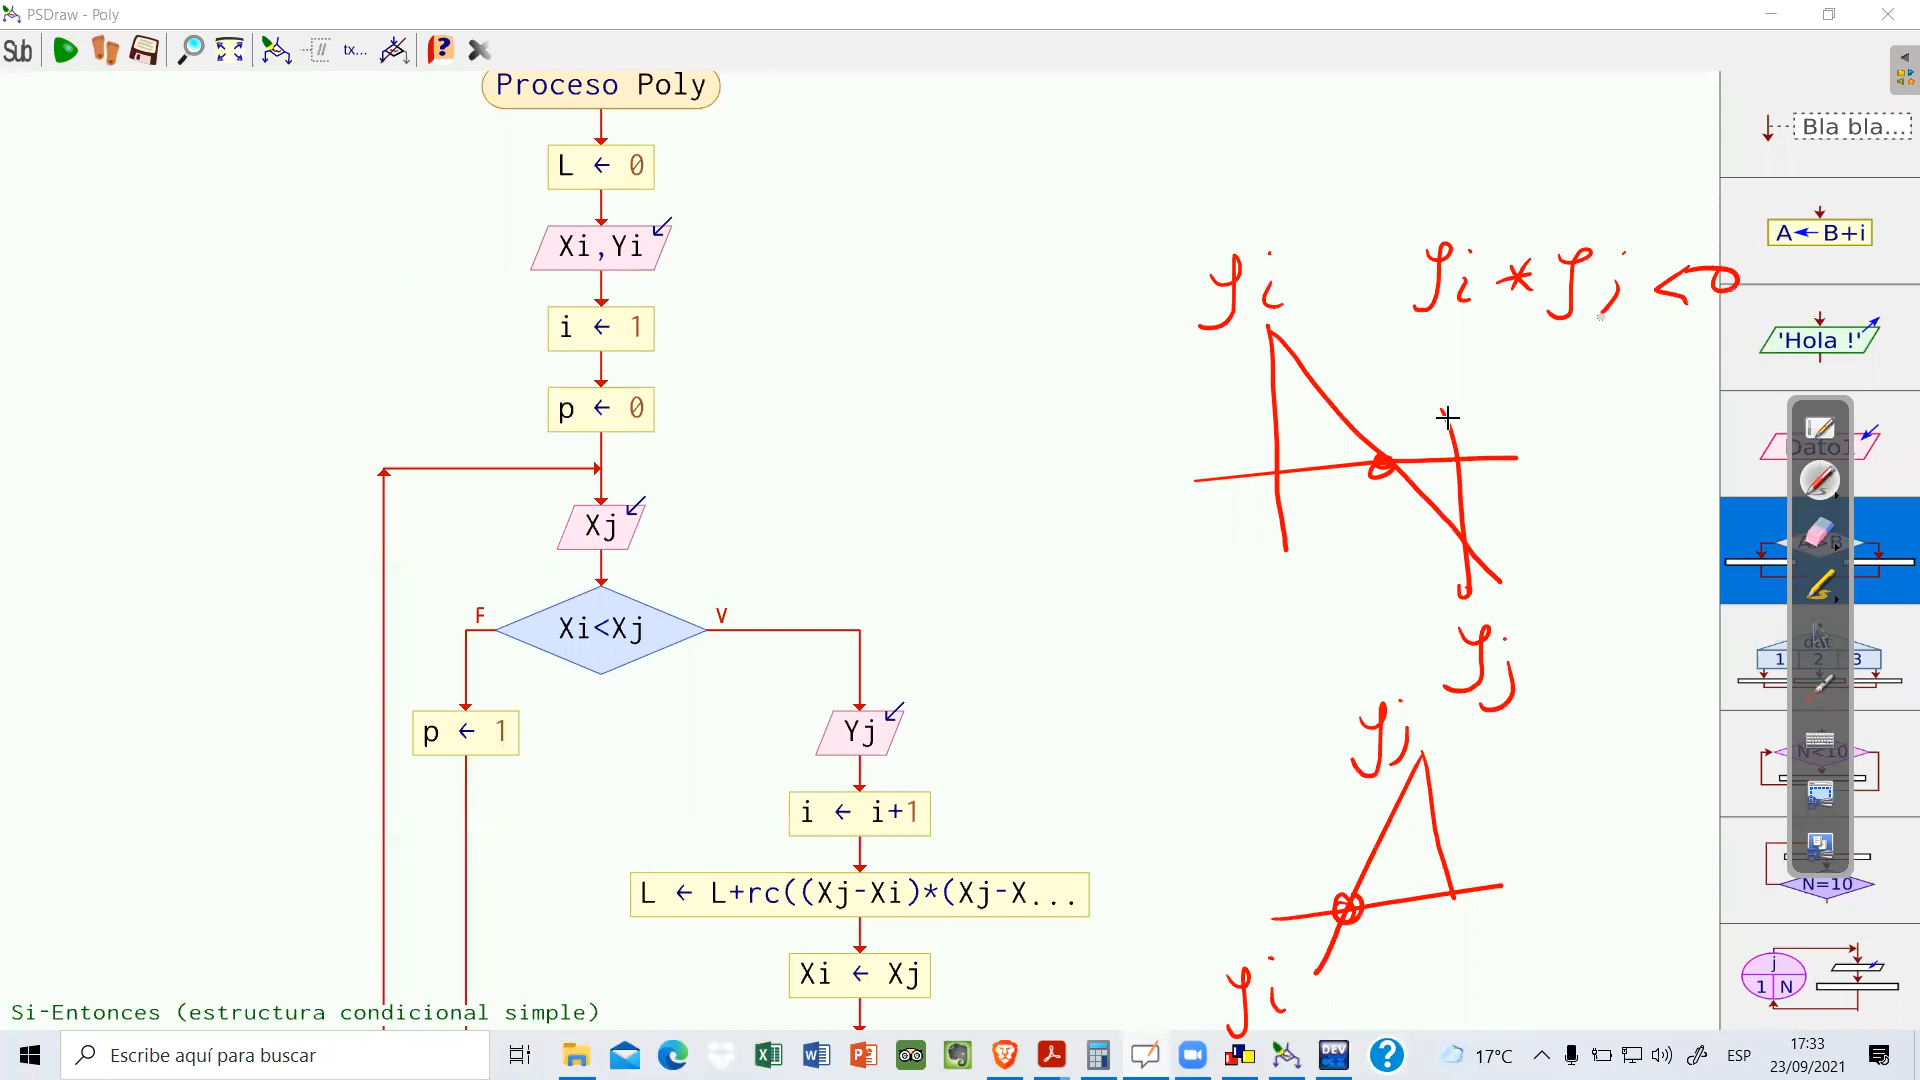 PSDraw - Poly
Sub tx...
Proceso Poly
L ← 0
Xi,Yi
i ← 1
p ← 0
Xj
Xi<Xj
F V
p ← 1
Yj
i ← i+1
L ← L+rc((Xj-Xi)*(Xj-X...
Xi ← Xj
Si-Entonces (estructura condicional simple)
yi yi * yj <0
yj
yj
yi
Bla bla...
A← B+i
'Hola !'
Dato1
B
dat
1 2 3
N<10
N=10
j
1 N
Escribe aquí para buscar
17°C ESP 17:33
23/09/2021